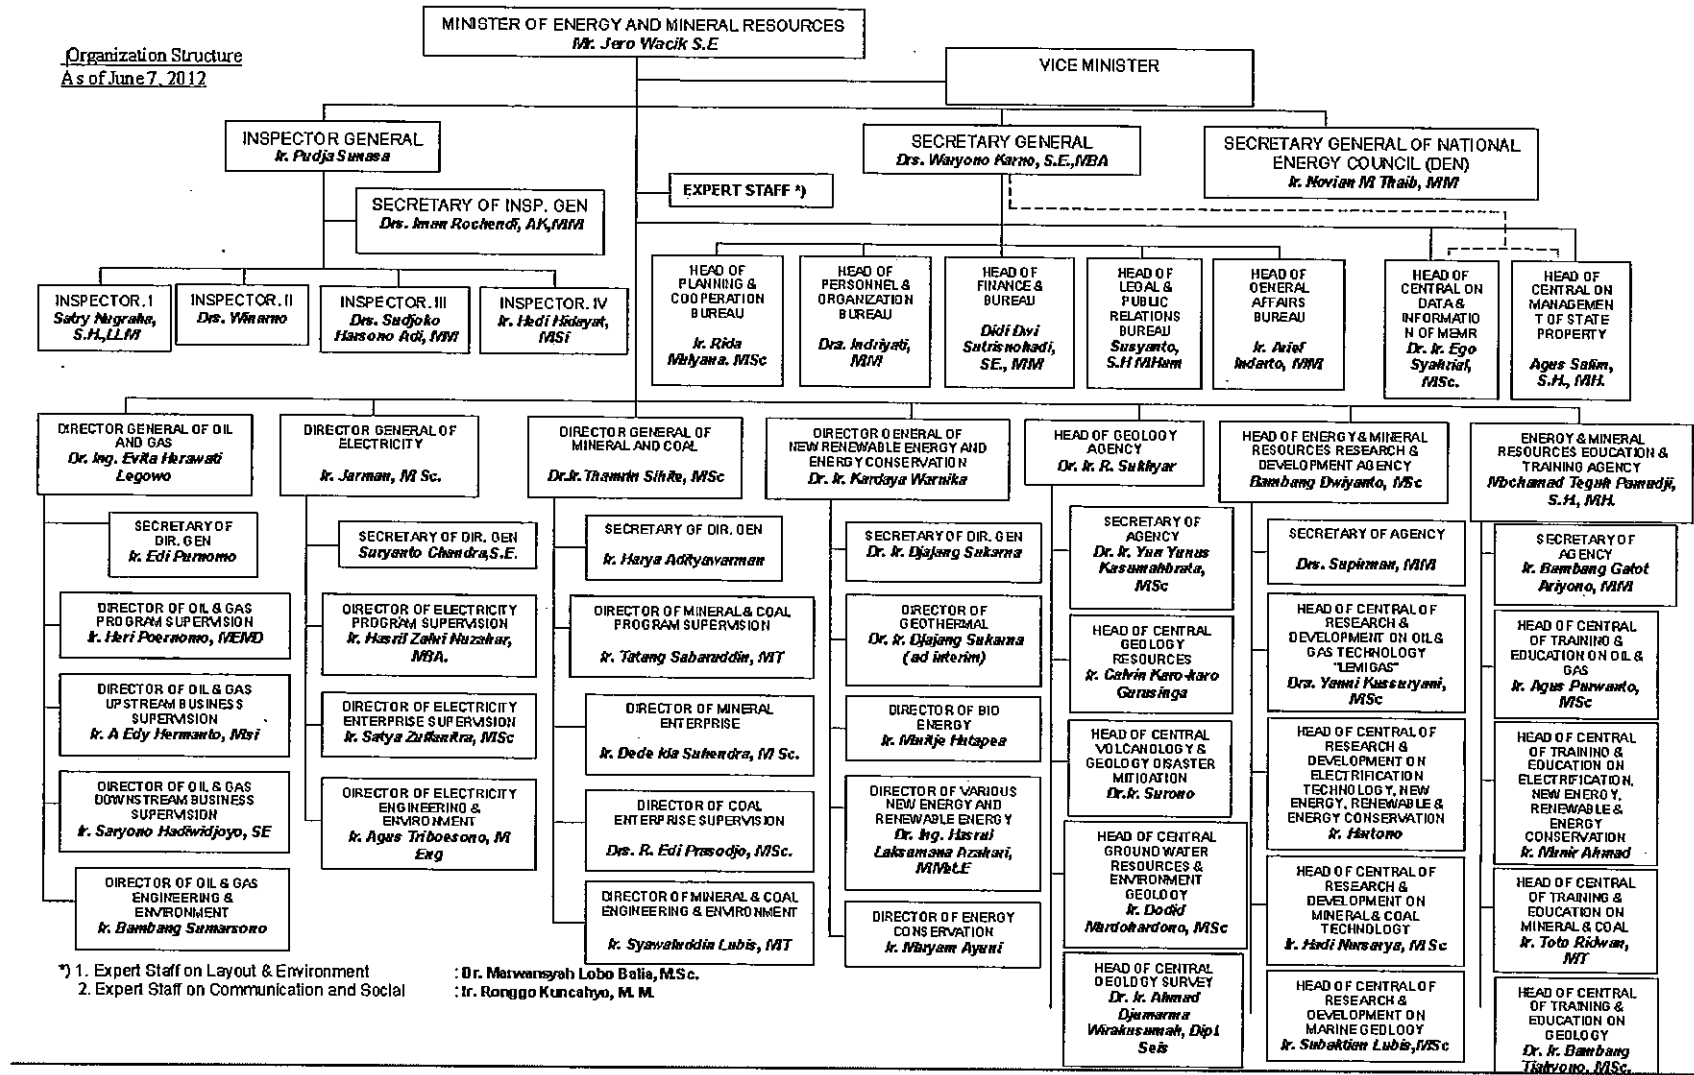 MINISTER OF ENERGY AND MINERAL RESOURCES
Mr. Jero Wacik S.E
Organization Structure
As of June 7, 2012
VICE MINISTER
INSPECTOR GENERAL
Ir. Pudja Sunasa
SECRETARY GENERAL
Drs. Waryono Karno, S.E.,MBA
SECRETARY GENERAL OF NATIONAL
ENERGY COUNCIL (DEN)
Ir. Novian M Thaib, MM
EXPERT STAFF *)
SECRETARY OF INSP. GEN
Drs. Iman Rochendi, AK,MM
INSPECTOR. I
Satry Nugraha,
S.H.,LLM
INSPECTOR. II
Drs. Winarno
INSPECTOR. III
Drs. Sudjoko
Harsono Adi, MM
INSPECTOR. IV
Ir. Hedi Hidayat,
MSi
HEAD OF
PLANNING &
COOPERATION
BUREAU
Ir. Rida
Mulyana, MSc
HEAD OF
PERSONNEL &
ORGANIZATION
BUREAU
Dra. Indriyati,
MM
HEAD OF
FINANCE &
BUREAU
Didi Dwi
Sutrisnohadi,
SE., MM
HEAD OF
LEGAL &
PUBLIC
RELATIONS
BUREAU
Susyanto,
S.H MHum
HEAD OF
GENERAL
AFFAIRS
BUREAU
Ir. Arief
Indarto, MM
HEAD OF
CENTRAL ON
DATA &
INFORMATIO
N OF MEMR
Dr. Ir. Ego
Syahrial,
MSc.
HEAD OF
CENTRAL ON
MANAGEMEN
T OF STATE
PROPERTY
Agus Salim,
S.H., MH.
DIRECTOR GENERAL OF OIL
AND GAS
Dr. Ing. Evita Herawati
Legowo
DIRECTOR GENERAL OF
ELECTRICITY
Ir. Jarman, M Sc.
DIRECTOR GENERAL OF
MINERAL AND COAL
Dr.Ir. Thamrin Sihite, MSc
DIRECTOR GENERAL OF
NEW RENEWABLE ENERGY AND
ENERGY CONSERVATION
Dr. Ir. Kardaya Warnika
HEAD OF GEOLOGY
AGENCY
Dr. Ir. R. Sukhyar
HEAD OF ENERGY & MINERAL
RESOURCES RESEARCH &
DEVELOPMENT AGENCY
Bambang Dwiyanto, MSc
ENERGY & MINERAL
RESOURCES EDUCATION &
TRAINING AGENCY
Mochamad Teguh Pamudji,
S.H., MH.
SECRETARY OF
DIR. GEN
Ir. Edi Purnomo
DIRECTOR OF OIL & GAS
PROGRAM SUPERVISION
Ir. Heri Poernomo, MEMD
DIRECTOR OF OIL & GAS
UPSTREAM BUSINESS
SUPERVISION
Ir. A Edy Hermanto, Msi
DIRECTOR OF OIL & GAS
DOWNSTREAM BUSINESS
SUPERVISION
Ir. Saryono Hadiwidjoyo, SE
DIRECTOR OF OIL & GAS
ENGINEERING &
ENVIRONMENT
Ir. Bambang Sumarsono
SECRETARY OF DIR. GEN
Suryanto Chandra,S.E.
DIRECTOR OF ELECTRICITY
PROGRAM SUPERVISION
Ir. Hasril Zahri Nuzahar,
MBA.
DIRECTOR OF ELECTRICITY
ENTERPRISE SUPERVISION
Ir. Satya Zulfanitra, MSc
DIRECTOR OF ELECTRICITY
ENGINEERING &
ENVIRONMENT
Ir. Agus Triboesono, M
Eng
SECRETARY OF DIR. GEN
Ir. Harya Adityawarman
DIRECTOR OF MINERAL & COAL
PROGRAM SUPERVISION
Ir. Tatang Sabaruddin, MT
DIRECTOR OF MINERAL
ENTERPRISE
Ir. Dede Ida Suhendra, M Sc.
DIRECTOR OF COAL
ENTERPRISE SUPERVISION
Drs. R. Edi Prasodjo, MSc.
DIRECTOR OF MINERAL & COAL
ENGINEERING & ENVIRONMENT
Ir. Syawaluddin Lubis, MT
SECRETARY OF DIR. GEN
Dr. Ir. Djajang Sukarna
DIRECTOR OF
GEOTHERMAL
Dr. Ir. Djajang Sukarna
(ad interim)
DIRECTOR OF BIO
ENERGY
Ir. Maritje Hutapea
DIRECTOR OF VARIOUS
NEW ENERGY AND
RENEWABLE ENERGY
Dr. Ing. Hasrul
Laksamana Azahari,
DIRECTOR OF ENERGY
CONSERVATION
Ir. Maryam Ayuni
SECRETARY OF
AGENCY
Dr. Ir. Yun Yunus
Kusumahbrata,
MSc
HEAD OF CENTRAL
GEOLOGY
RESOURCES
Ir. Calvin Karo-karo
Gurusinga
HEAD OF CENTRAL
VOLCANOLOGY &
GEOLOGY DISASTER
MITIGATION
Dr.Ir. Surono
HEAD OF CENTRAL
GROUND WATER
RESOURCES &
ENVIRONMENT
GEOLOGY
Ir. Dodid
Murdohardono, MSc
HEAD OF CENTRAL
GEOLOGY SURVEY
Dr. Ir. Ahmad
Djumarma
Wirakusumah, Dipl.
Seis
SECRETARY OF AGENCY
Drs. Supirman, MM
HEAD OF CENTRAL OF
RESEARCH &
DEVELOPMENT ON OIL &
GAS TECHNOLOGY
"LEMIGAS"
Dra. Yanni Kussuryani,
MSc
HEAD OF CENTRAL OF
RESEARCH &
DEVELOPMENT ON
ELECTRIFICATION
TECHNOLOGY, NEW
ENERGY, RENEWABLE &
ENERGY CONSERVATION
Ir. Hartono
HEAD OF CENTRAL OF
RESEARCH &
DEVELOPMENT ON
MINERAL & COAL
TECHNOLOGY
Ir. Hadi Nursarya, M Sc
HEAD OF CENTRAL OF
RESEARCH &
DEVELOPMENT ON
MARINE GEOLOGY
Ir. Subaktian Lubis,MSc
SECRETARY OF
AGENCY
Ir. Bambang Gatot
Ariyono, MM
HEAD OF CENTRAL
OF TRAINING &
EDUCATION ON OIL &
GAS
Ir. Agus Purwanto,
MSc
HEAD OF CENTRAL
OF TRAINING &
EDUCATION ON
ELECTRIFICATION,
NEW ENERGY,
RENEWABLE &
ENERGY
CONSERVATION
Ir. Munir Ahmad
HEAD OF CENTRAL
OF TRAINING &
EDUCATION ON
MINERAL & COAL
Ir. Toto Ridwan,
MT
HEAD OF CENTRAL
OF TRAINING &
EDUCATION ON
GEOLOGY
Dr. Ir. Bambang
Tjahyono, MSc.
*) 1. Expert Staff on Layout & Environment : Dr. Marwansyah Lobo Balia, M.Sc.
2. Expert Staff on Communication and Social : Ir. Ronggo Kuncahyo, M. M.